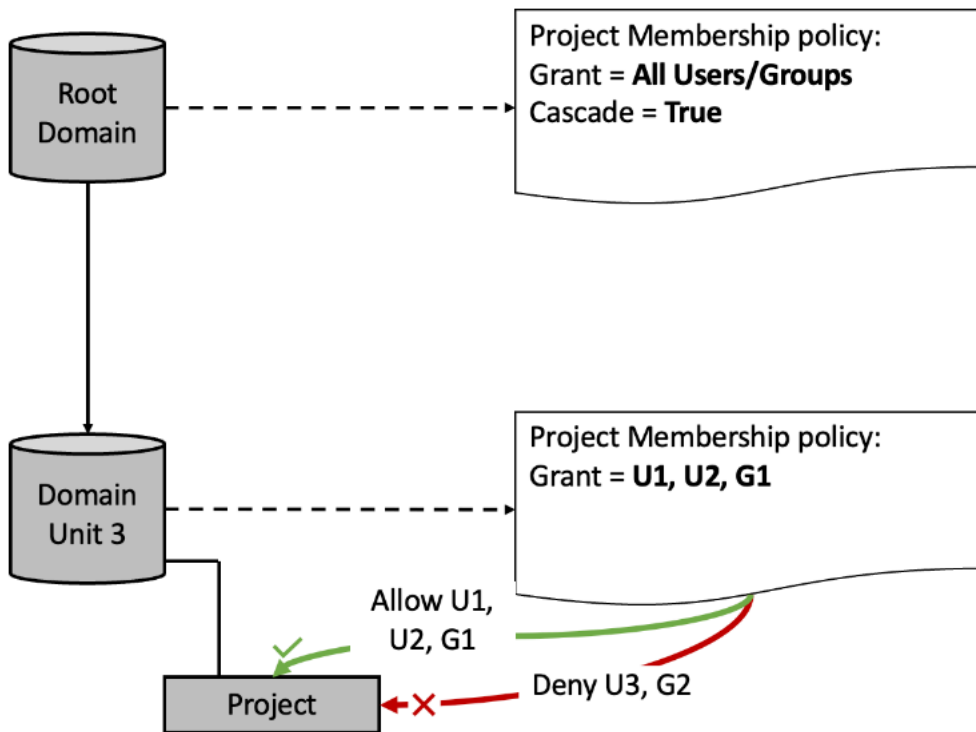 Root
Domain
Project Membership policy:
Grant = All Users/Groups
Cascade = True
Domain
Unit 3
Project Membership policy:
Grant = U1, U2, G1
Allow U1,
U2, G1
Deny U3, G2
Project